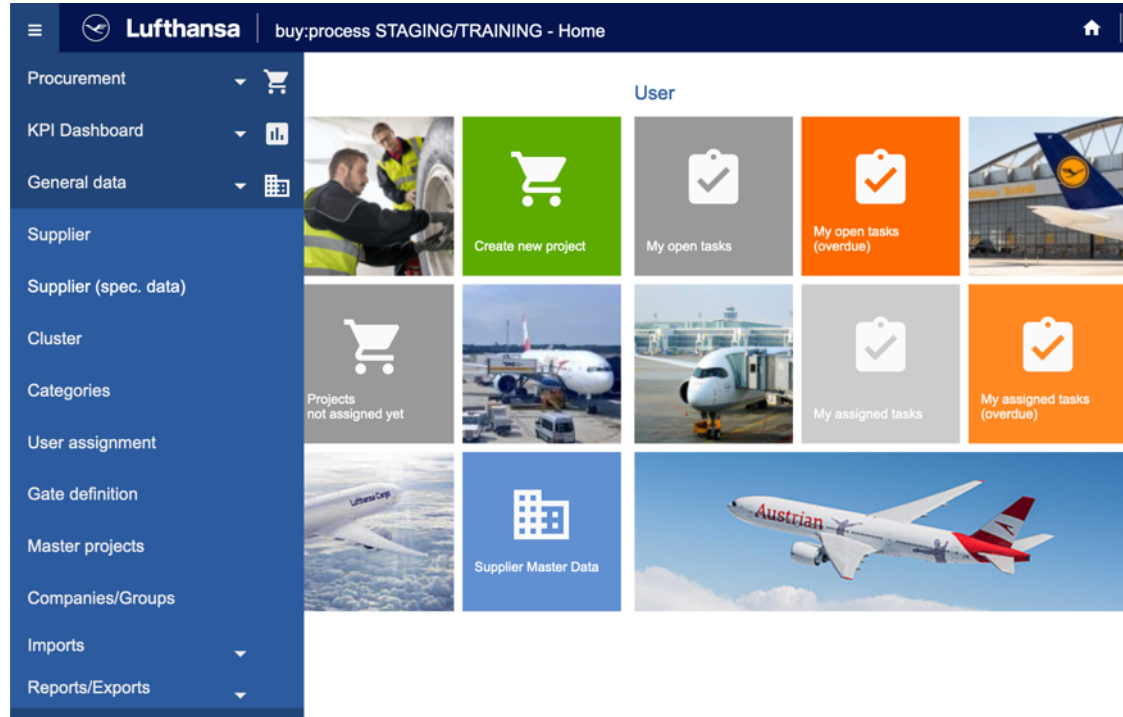 Lufthansa
buy:process STAGING/TRAINING - Home
Procurement
KPI Dashboard
General data
Supplier
Supplier (spec. data)
Cluster
Categories
User assignment
Gate definition
Master projects
Companies/Groups
Imports
Reports/Exports
User
Create new project
My open tasks
My open tasks
(overdue)
Projects
not assigned yet
My assigned tasks
My assigned tasks
(overdue)
Lufthansa Cargo
Supplier Master Data
Austrian